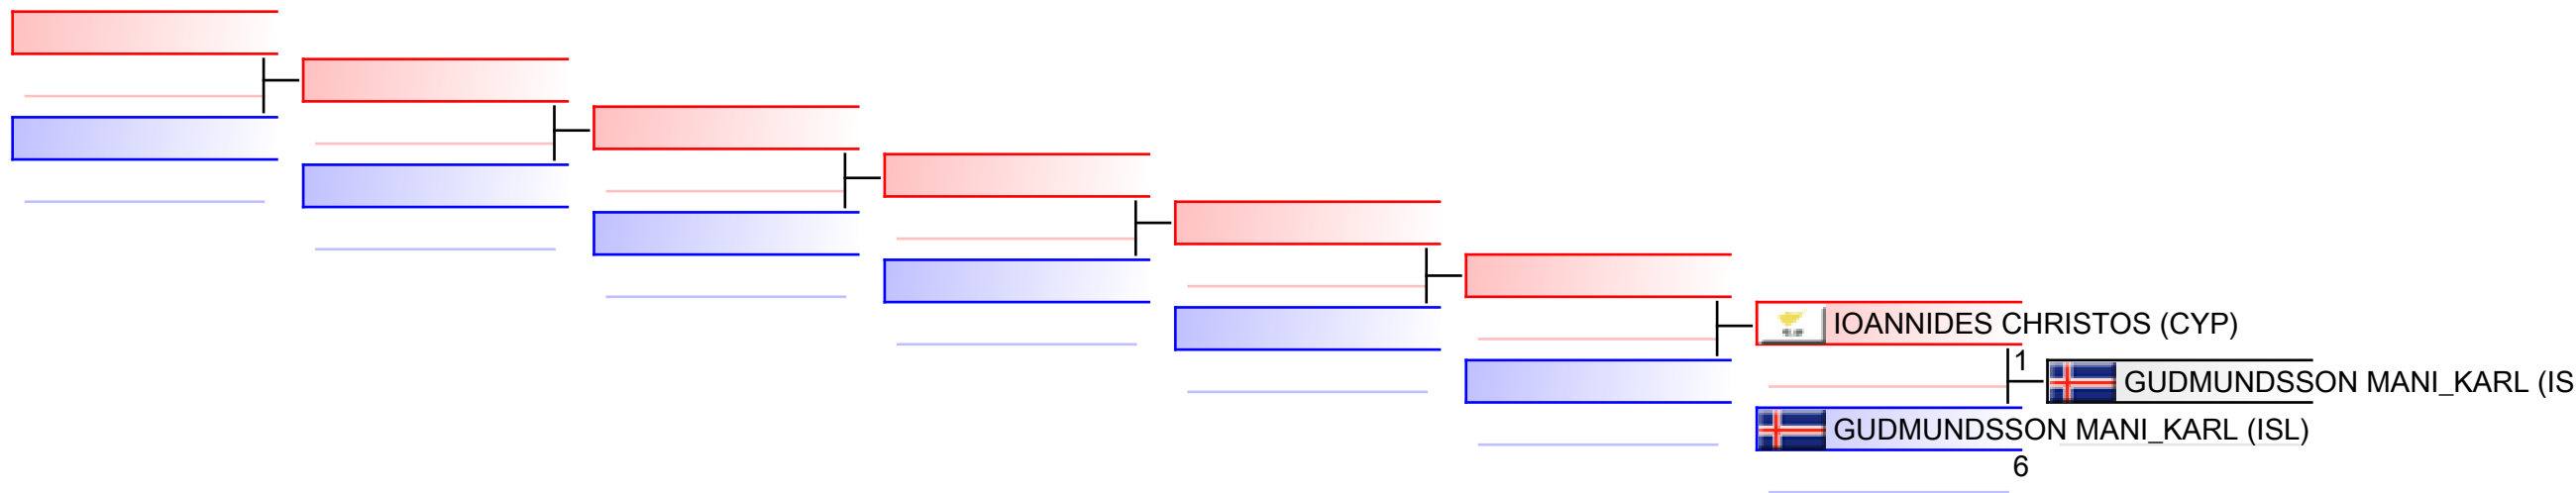 IOANNIDES CHRISTOS (CYP)
1
GUDMUNDSSON MANI_KARL (IS
GUDMUNDSSON MANI_KARL (ISL)
6